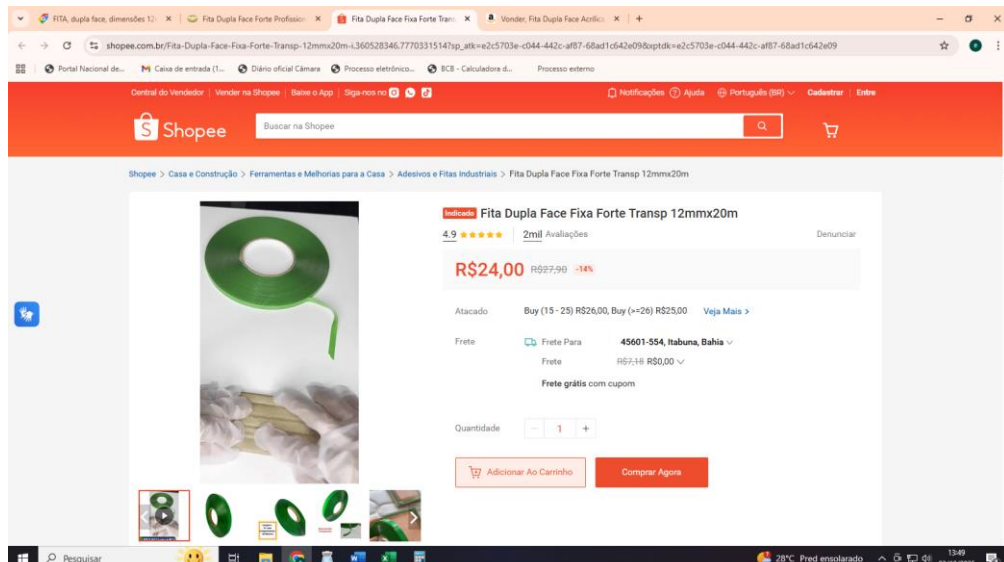 FITA, dupla face, dimensões 12
Fita Dupla Face Forte Profission
Fita Dupla Face Fixa Forte Trans
Vonder, Fita Dupla Face Acrílica
shopee.com.br/Fita-Dupla-Face-Fixa-Forte-Transp-12mmx20m-i.360528346.7770331514?sp_atk=e2c5703e-c044-442c-af87-68ad1c642e09&xptdk=e2c5703e-c044-442c-af87-68ad1c642e09
Portal Nacional de...
Caixa de entrada (1...
Diário oficial Câmara
Processo eletrônico...
BCB - Calculadora d...
Processo externo
Central do Vendedor | Vender na Shopee | Baixe o App | Siga-nos no
Notificações Ajuda Português (BR) Cadastrar | Entre
Shopee
Buscar na Shopee
Shopee > Casa e Construção > Ferramentas e Melhorias para a Casa > Adesivos e Fitas Industriais > Fita Dupla Face Fixa Forte Transp 12mmx20m
Indicado Fita Dupla Face Fixa Forte Transp 12mmx20m
4.9 2mil Avaliações Denunciar
R$24,00 R$27,90 -14%
Atacado Buy (15 - 25) R$26,00, Buy (>=26) R$25,00 Veja Mais >
Frete Frete Para 45601-554, Itabuna, Bahia
Frete R$7,18 R$0,00
Frete grátis com cupom
Quantidade - 1 +
Adicionar Ao Carrinho Comprar Agora
Pesquisar
28°C Pred ensolarado
13:49